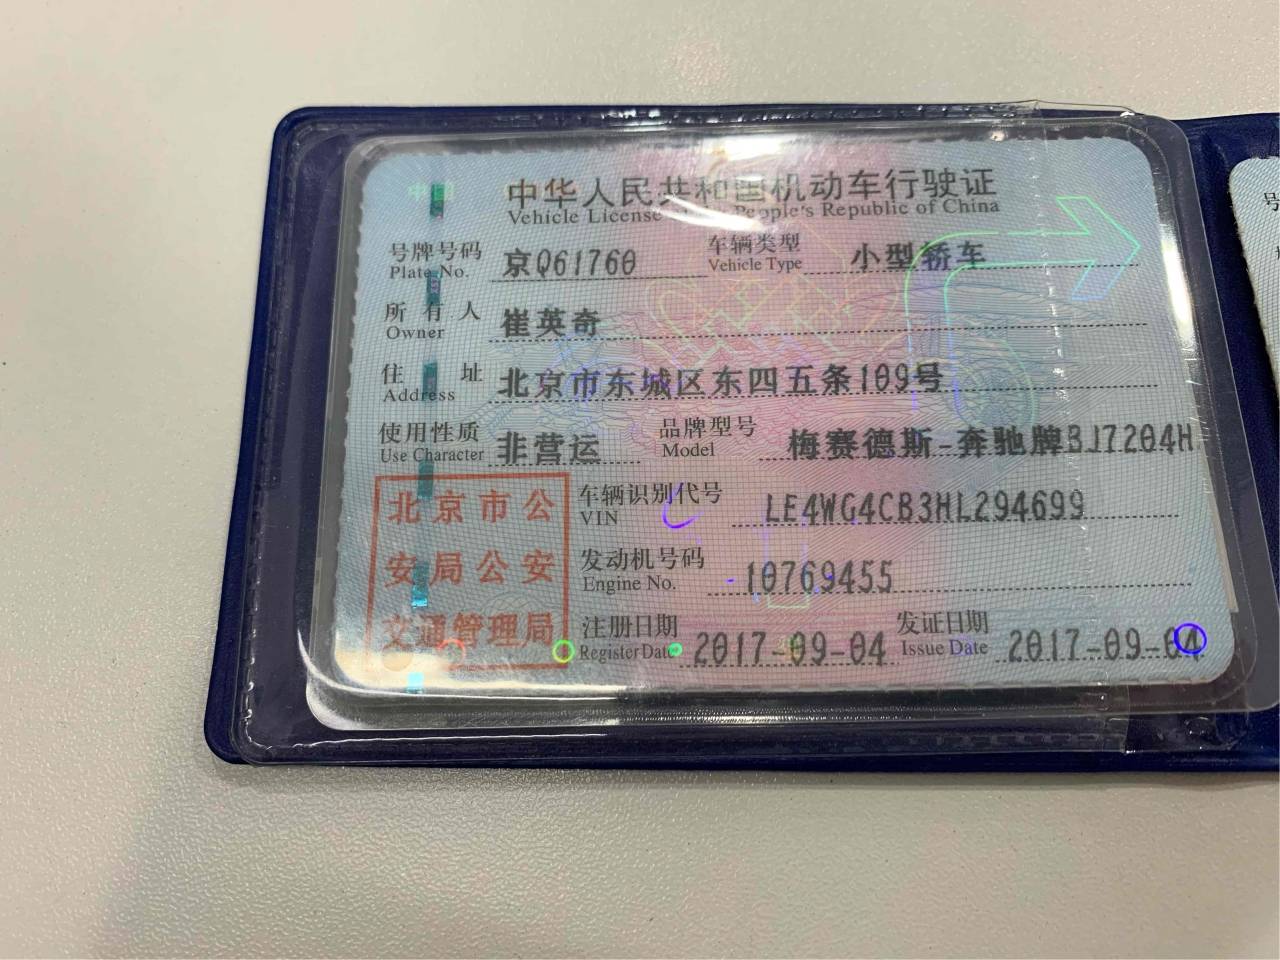 中国
中华人民共和国机动车行驶证
Vehicle License People's Republic of China
号牌号码 京Q61760 车辆类型 小型轿车
Plate No. Vehicle Type
所有人 崔英奇
Owner
住址 北京市东城区东四五条109号
Address
使用性质 非营运 品牌型号 梅赛德斯-奔驰牌BJ7204H
Use Character Model
北京市公
安局公安
交通管理局
车辆识别代号 LE4WG4CB3HL294699
VIN
发动机号码 10769455
Engine No.
注册日期 2017-09-04 发证日期 2017-09-04
Register Date Issue Date
号